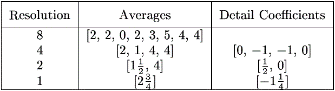 Resolution Averages Detail Coefficients
8 [2, 2, 0, 2, 3, 5, 4, 4]
4 [2, 1, 4, 4] [0, −1, −1, 0]
2 [1½, 4] [½, 0]
1 [2¾] [−1¼]